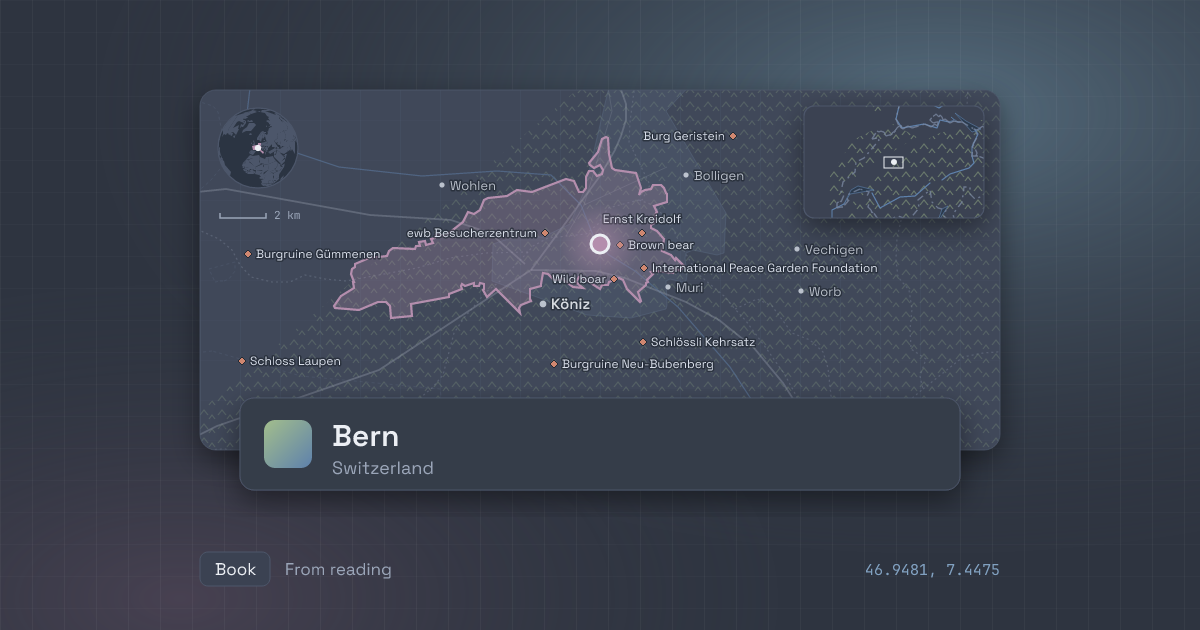 Burg Geristein
Bolligen
Wohlen
2 km
Ernst Kreidolf
ewb Besucherzentrum
Brown bear
Vechigen
Burgruine Gümmenen
International Peace Garden Foundation
Wild boar
Muri
Worb
Köniz
Schlössli Kehrsatz
Schloss Laupen
Burgruine Neu-Bubenberg
Bern
Switzerland
Book
From reading
46.9481, 7.4475